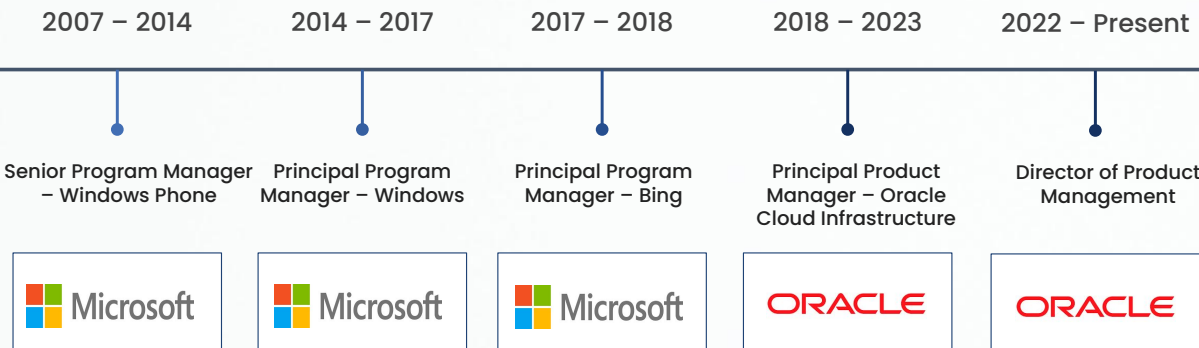 2007 – 2014
2014 – 2017
2017 – 2018
2018 – 2023
2022 – Present
Senior Program Manager
– Windows Phone
Principal Program
Manager – Windows
Principal Program
Manager – Bing
Principal Product
Manager – Oracle
Cloud Infrastructure
Director of Product
Management
Microsoft
Microsoft
Microsoft
ORACLE
ORACLE